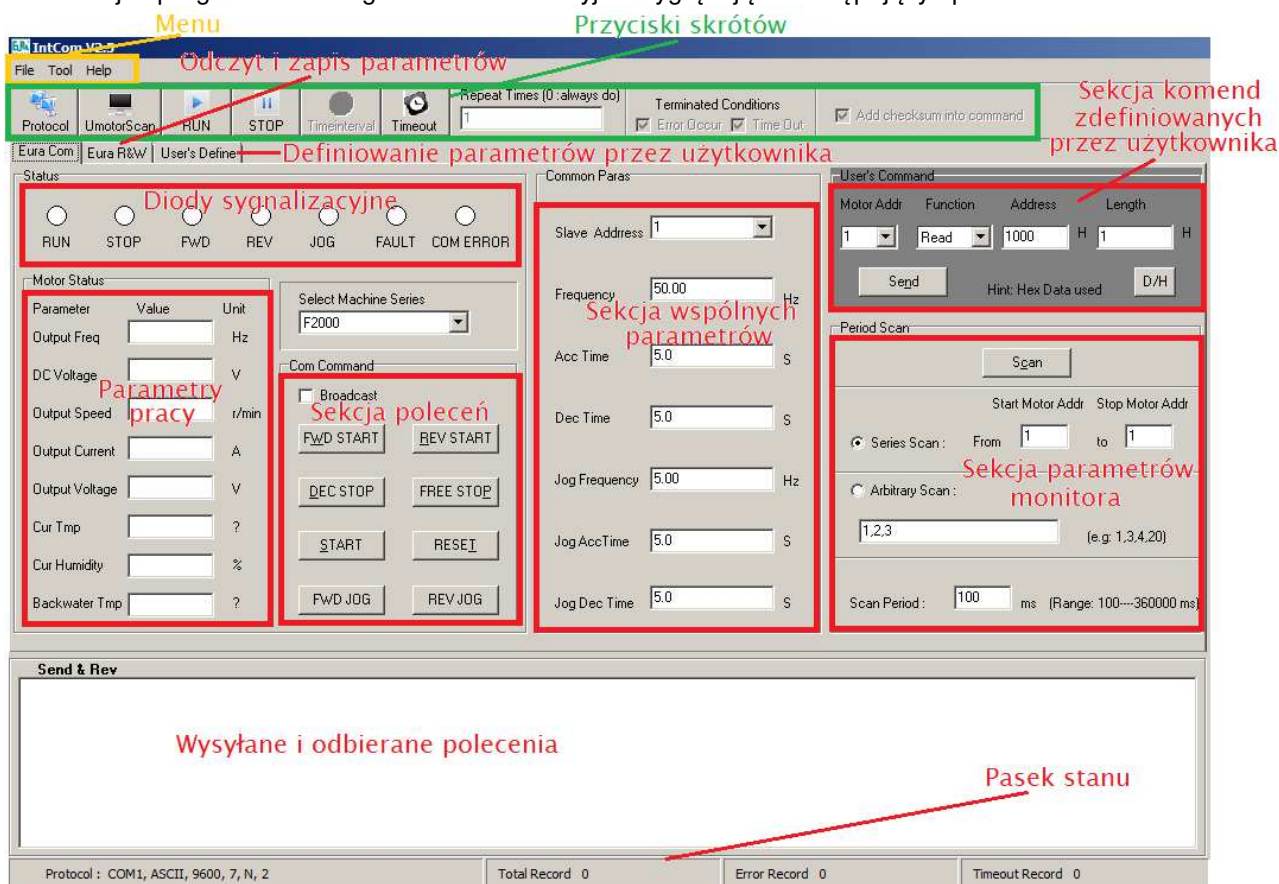 Menu
Przyciski skrótów
IntCom V2.5
Odczyt i zapis parametrów
File Tool Help
Sekcja komend
zdefiniowanych
przez użytkownika
Repeat Times (0 :always do)
1
Terminated Conditions
Error Occur Time Out
Add checksum into command
Protocol UmotorScan RUN STOP Timeinterval Timeout
Eura Com Eura R&W User's Define
Definiowanie parametrów przez użytkownika
Status
Diody sygnalizacyjne
RUN STOP FWD REV JOG FAULT COM ERROR
Motor Status
Parameter Value Unit
Output Freq Hz
DC Voltage V
Output Speed r/min
Output Current A
Output Voltage V
Cur Tmp ?
Cur Humidity %
Backwater Tmp ?
Parametry
pracy
Select Machine Series
F2000
Com Command
Broadcast
Sekcja poleceń
FWD START REV START
DEC STOP FREE STOP
START RESET
FWD JOG REV JOG
Common Paras
Slave Addrress 1
Frequency 50.00 Hz
Sekcja wspólnych
parametrów
Acc Time 5.0 S
Dec Time 5.0 S
Jog Frequency 5.00 Hz
Jog AccTime 5.0 S
Jog Dec Time 5.0 S
User's Command
Motor Addr Function Address Length
1 Read 1000 H 1 H
Send Hint: Hex Data used D/H
Period Scan
Scan
Start Motor Addr Stop Motor Addr
Series Scan : From 1 to 1
Sekcja parametrów
monitora
Arbitrary Scan :
1,2,3 (e.g: 1,3,4,20)
Scan Period : 100 ms (Range: 100----360000 ms)
Send & Rev
Wysyłane i odbierane polecenia
Pasek stanu
Protocol : COM1, ASCII, 9600, 7, N, 2 Total Record 0 Error Record 0 Timeout Record 0